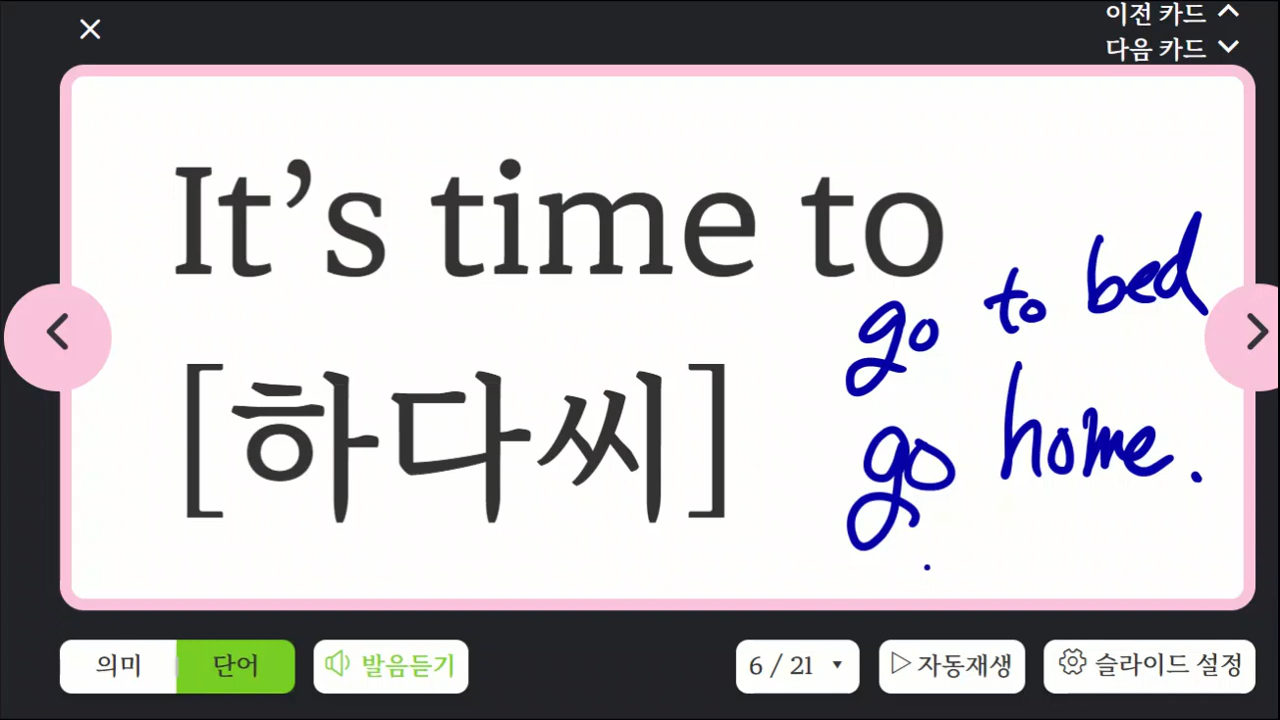 이전 카드
다음 카드
It’s time to
go to bed
[하다씨]
go home.
의미 단어 발음듣기 6 / 21 자동재생 슬라이드 설정